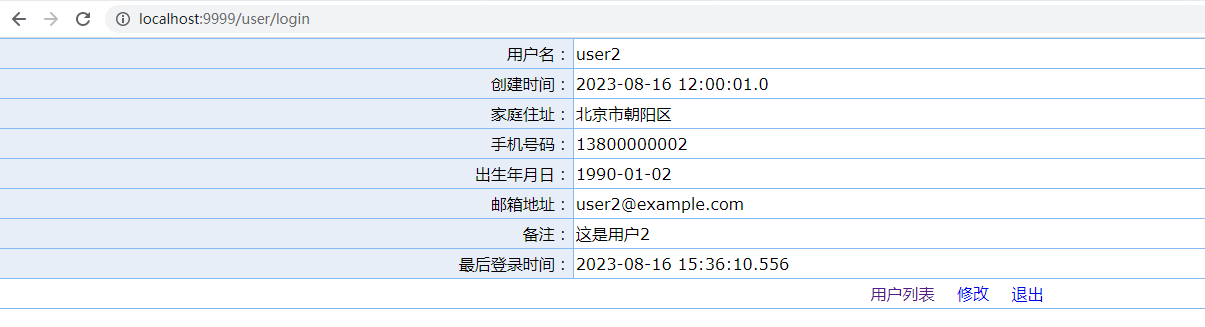 localhost:9999/user/login
用户名： user2
创建时间： 2023-08-16 12:00:01.0
家庭住址： 北京市朝阳区
手机号码： 13800000002
出生年月日： 1990-01-02
邮箱地址： user2@example.com
备注： 这是用户2
最后登录时间： 2023-08-16 15:36:10.556
用户列表 修改 退出